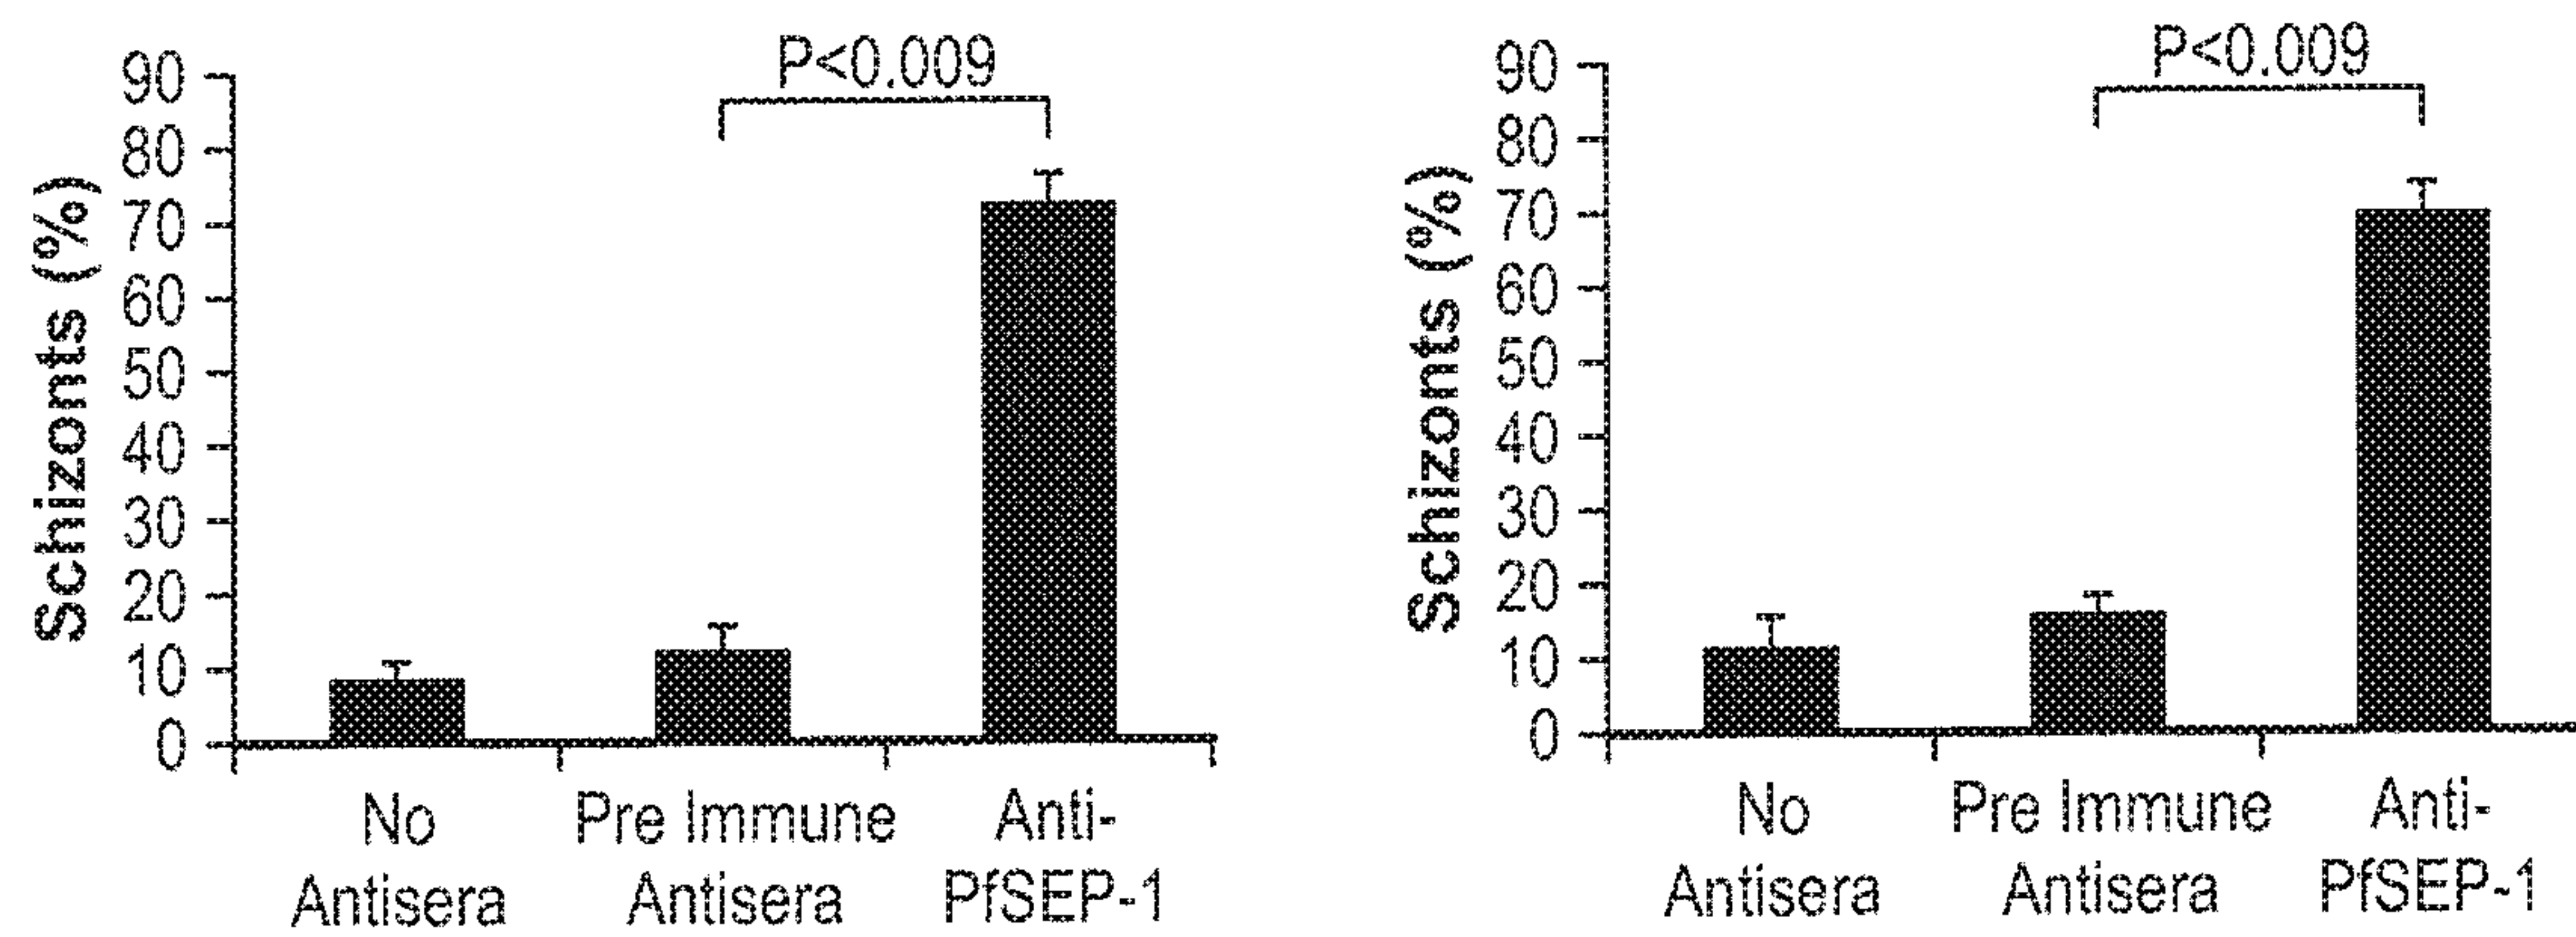 P<0.009
90
80
70
60
50
40
30
20
10
0
Schizonts (%)
No
Antisera
Pre Immune
Antisera
Anti-
PfSEP-1
P<0.009
90
80
70
60
50
40
30
20
10
0
Schizonts (%)
No
Antisera
Pre Immune
Antisera
Anti-
PfSEP-1